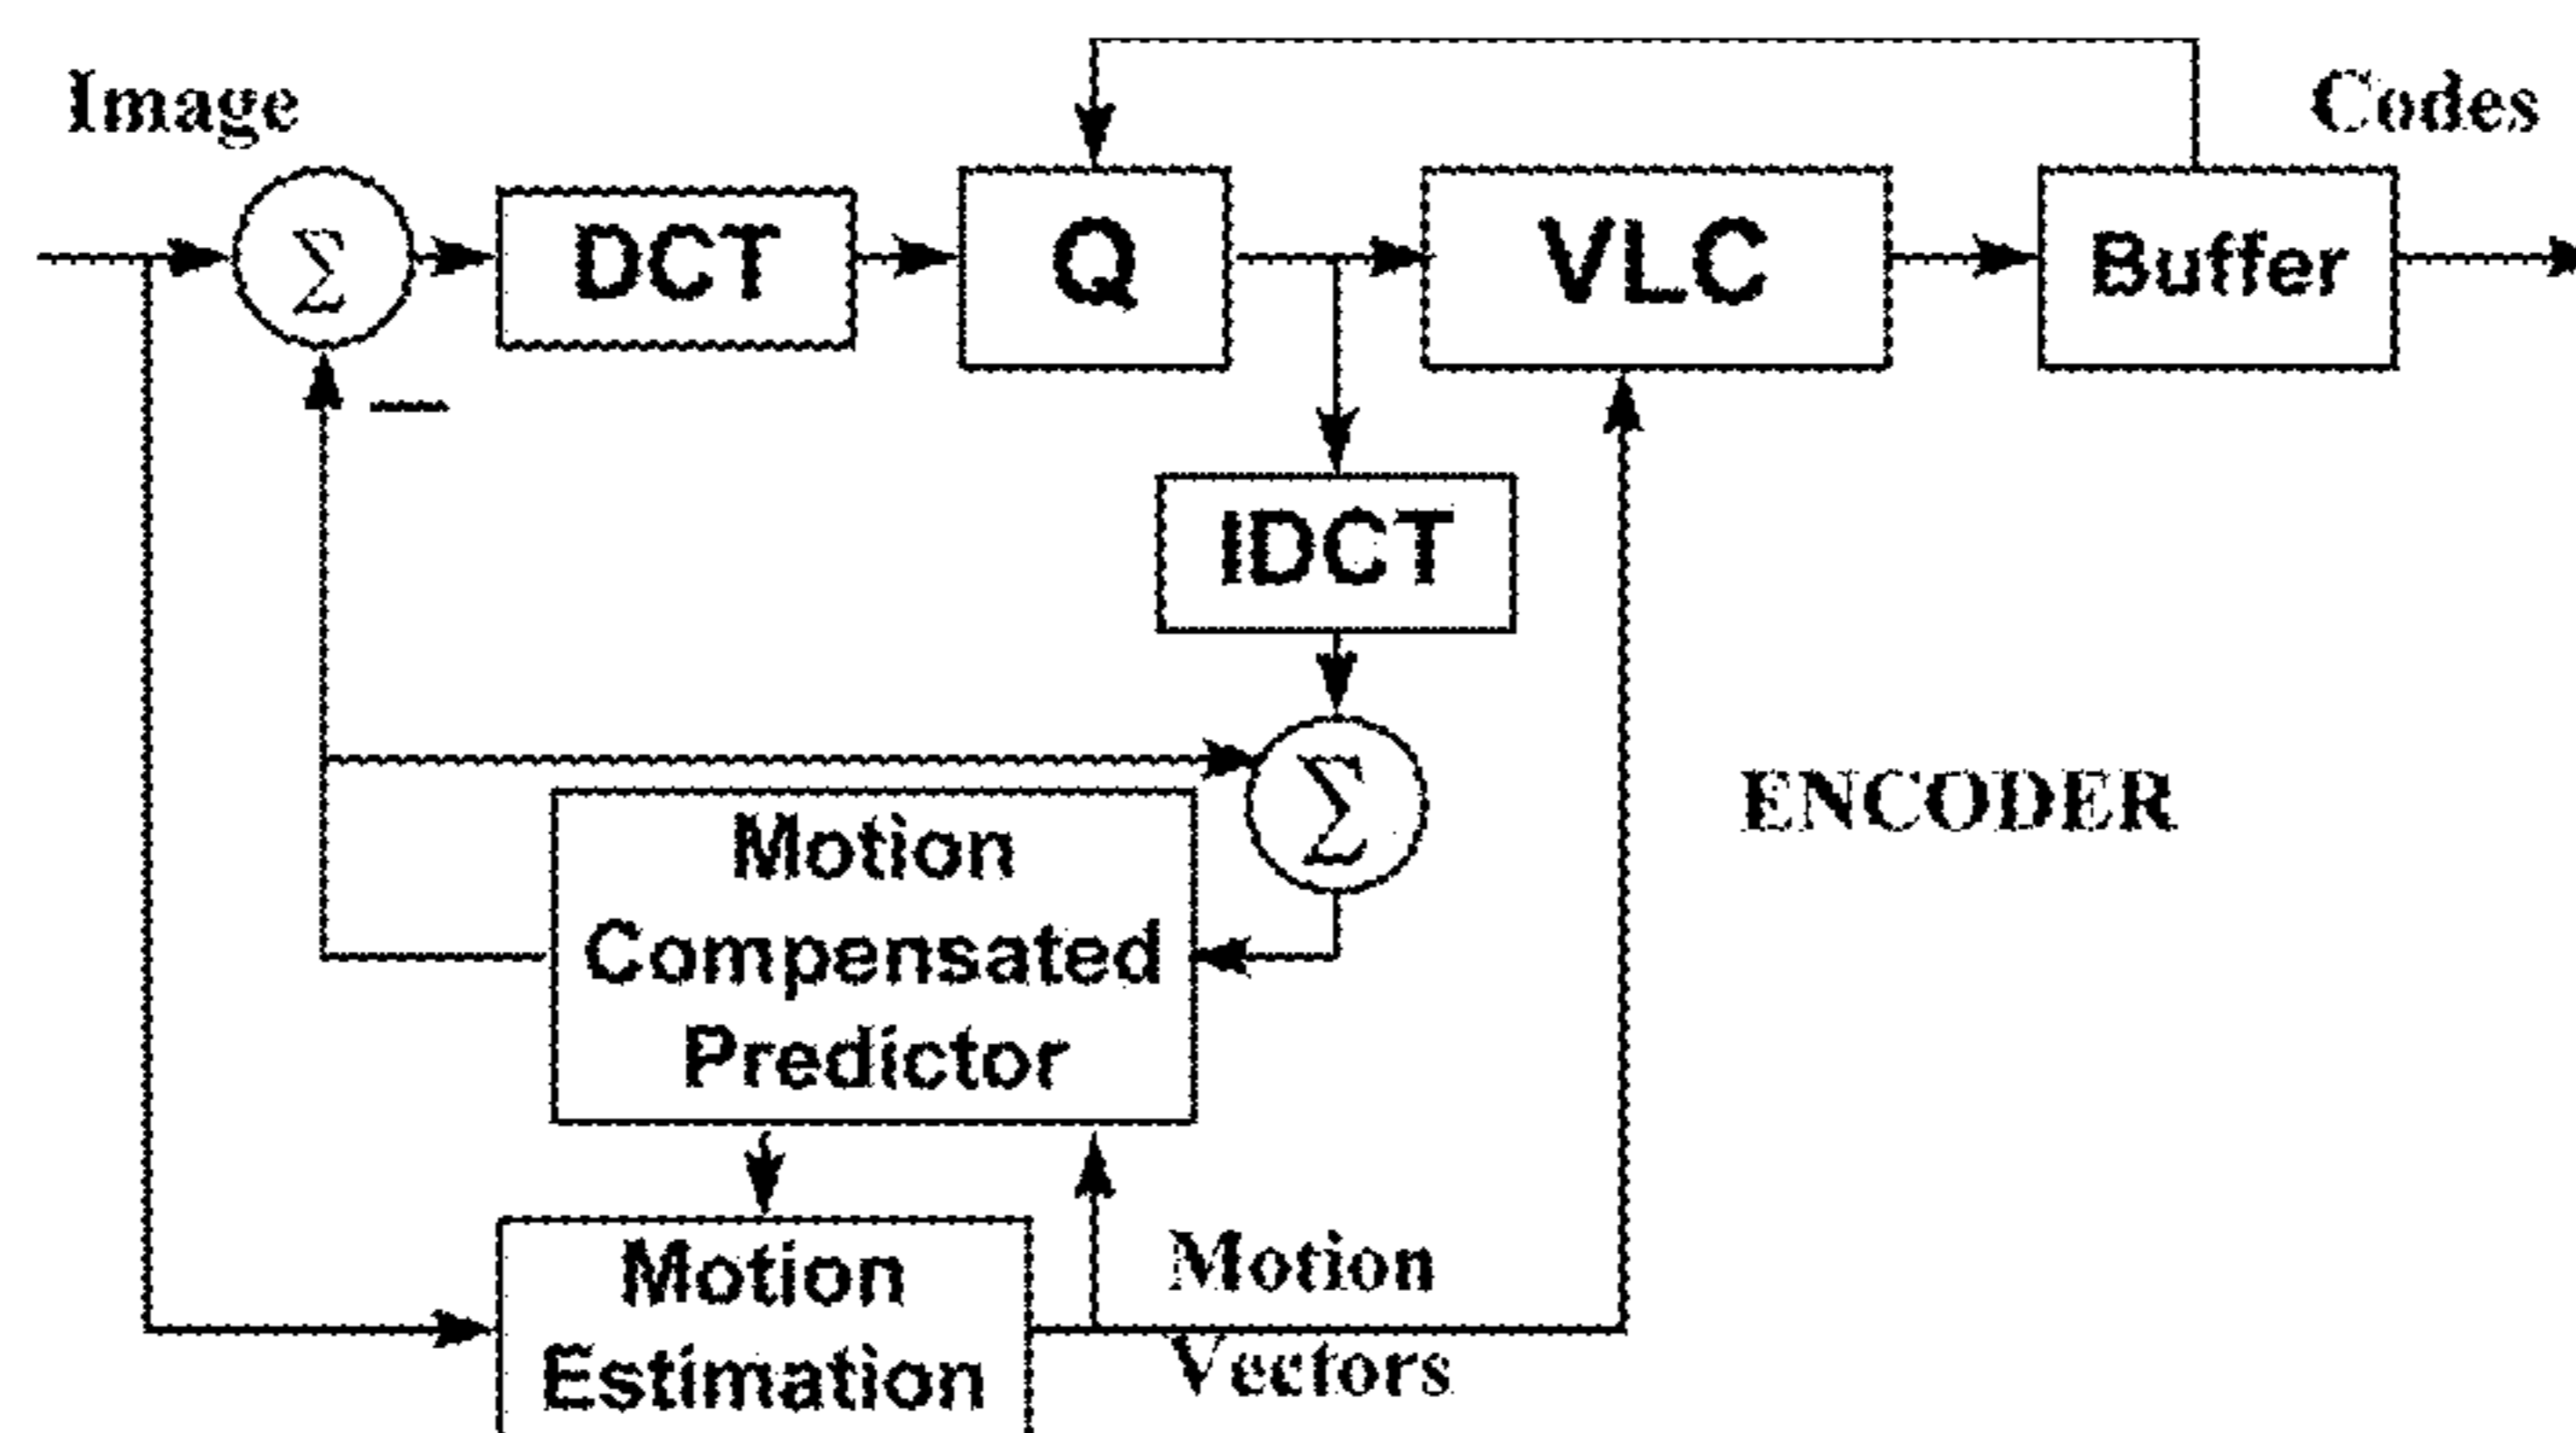 Image
Codes
Σ
DCT
Q
VLC
Buffer
—
IDCT
Σ
ENCODER
Motion
Compensated
Predictor
Motion
Estimation
Motion
Vectors